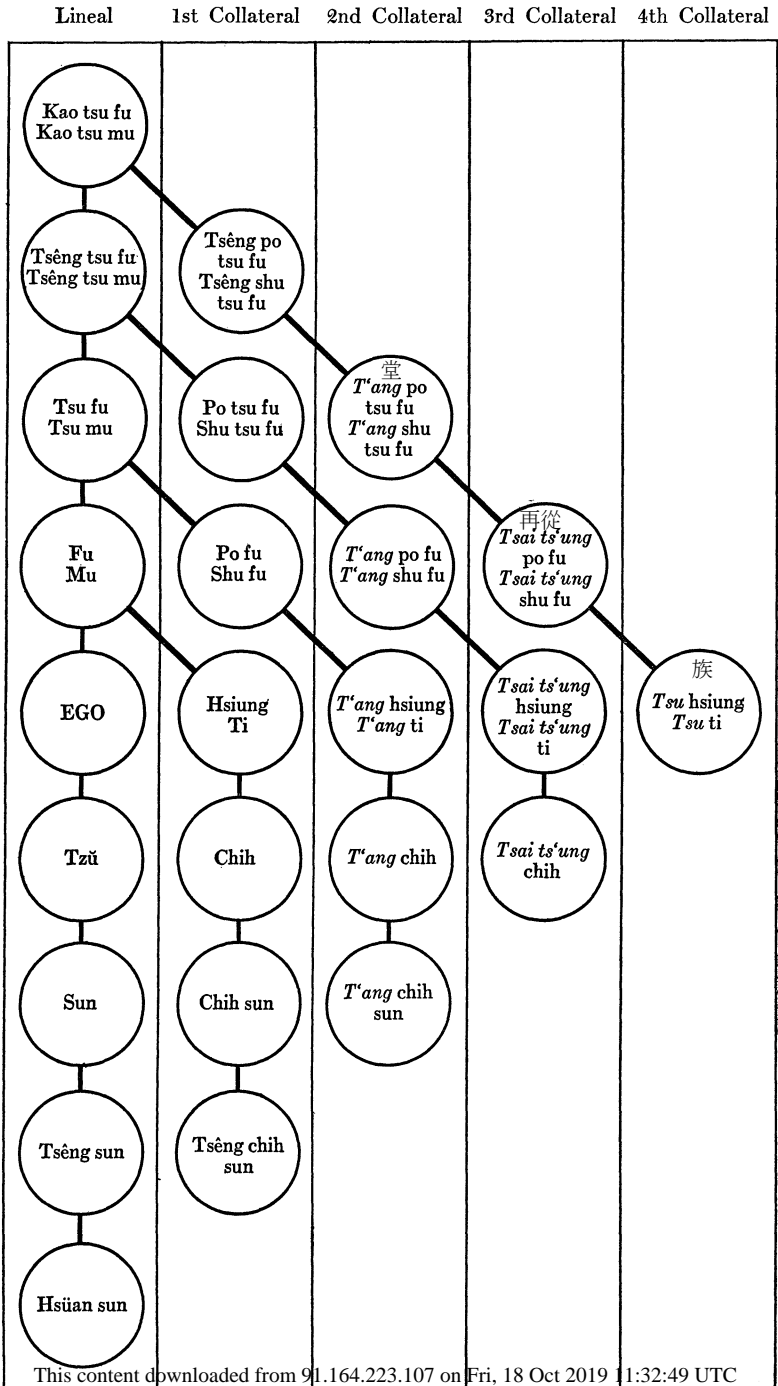 Lineal
1st Collateral
2nd Collateral
3rd Collateral
4th Collateral
Kao tsu fu
Kao tsu mu
Tsêng tsu fu
Tsêng tsu mu
Tsêng po
tsu fu
Tsêng shu
tsu fu
Tsu fu
Tsu mu
Po tsu fu
Shu tsu fu
堂
T‘ang po
tsu fu
T‘ang shu
tsu fu
Fu
Mu
Po fu
Shu fu
T‘ang po fu
T‘ang shu fu
再從
Tsai ts‘ung
po fu
Tsai ts‘ung
shu fu
EGO
Hsiung
Ti
T‘ang hsiung
T‘ang ti
Tsai ts‘ung
hsiung
Tsai ts‘ung
ti
族
Tsu hsiung
Tsu ti
Tzŭ
Chih
T‘ang chih
Tsai ts‘ung
chih
Sun
Chih sun
T‘ang chih
sun
Tsêng sun
Tsêng chih
sun
Hsüan sun
This content downloaded from 91.164.223.107 on Fri, 18 Oct 2019 11:32:49 UTC